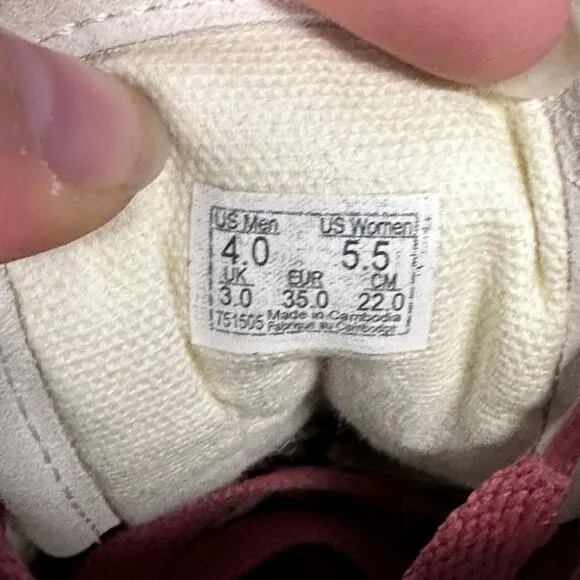 US Men US Women
4.0 5.5
UK EUR CM
3.0 35.0 22.0
751505 Made in Cambodia
Fabriqué au Cambodge